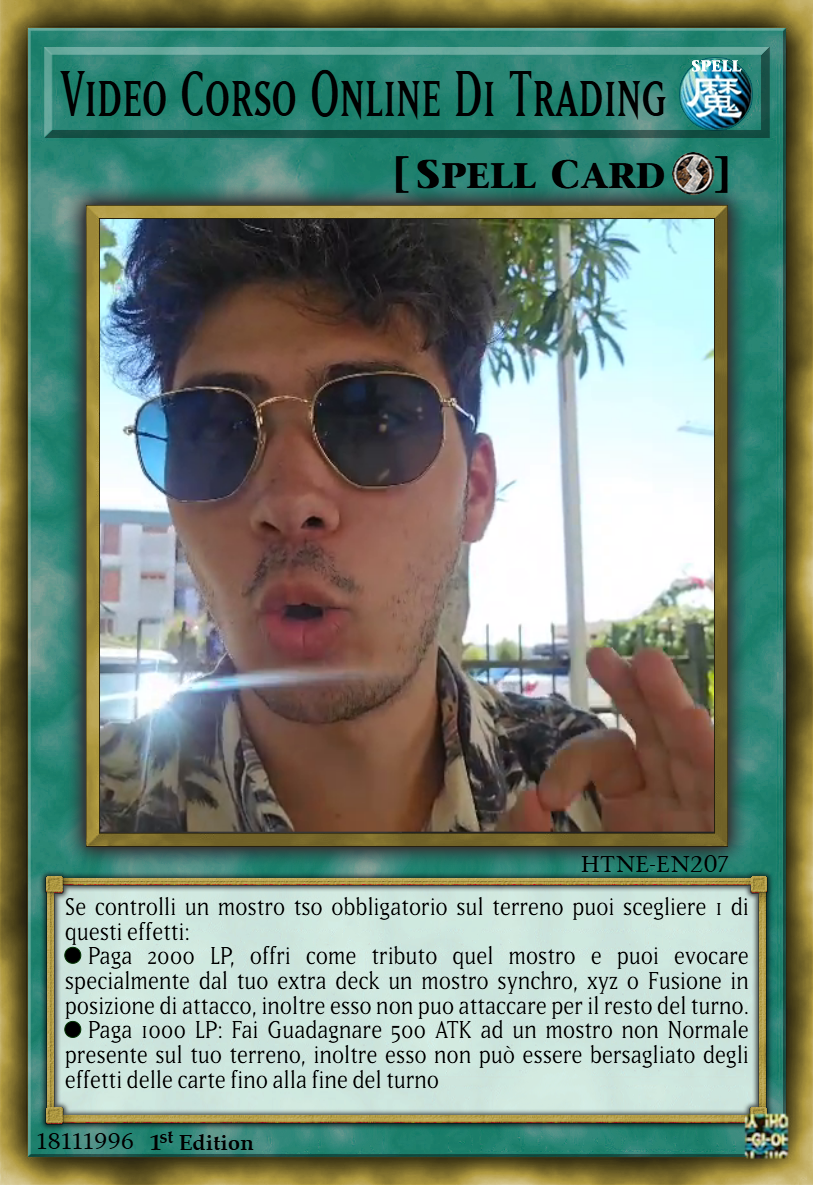 Video Corso Online Di Trading
SPELL
魔
[Spell Card]
HTNE-EN207
Se controlli un mostro tso obbligatorio sul terreno puoi scegliere 1 di
questi effetti:
● Paga 2000 LP, offri come tributo quel mostro e puoi evocare
specialmente dal tuo extra deck un mostro synchro, xyz o Fusione in
posizione di attacco, inoltre esso non puo attaccare per il resto del turno.
● Paga 1000 LP: Fai Guadagnare 500 ATK ad un mostro non Normale
presente sul tuo terreno, inoltre esso non può essere bersagliato degli
effetti delle carte fino alla fine del turno
18111996 1st Edition